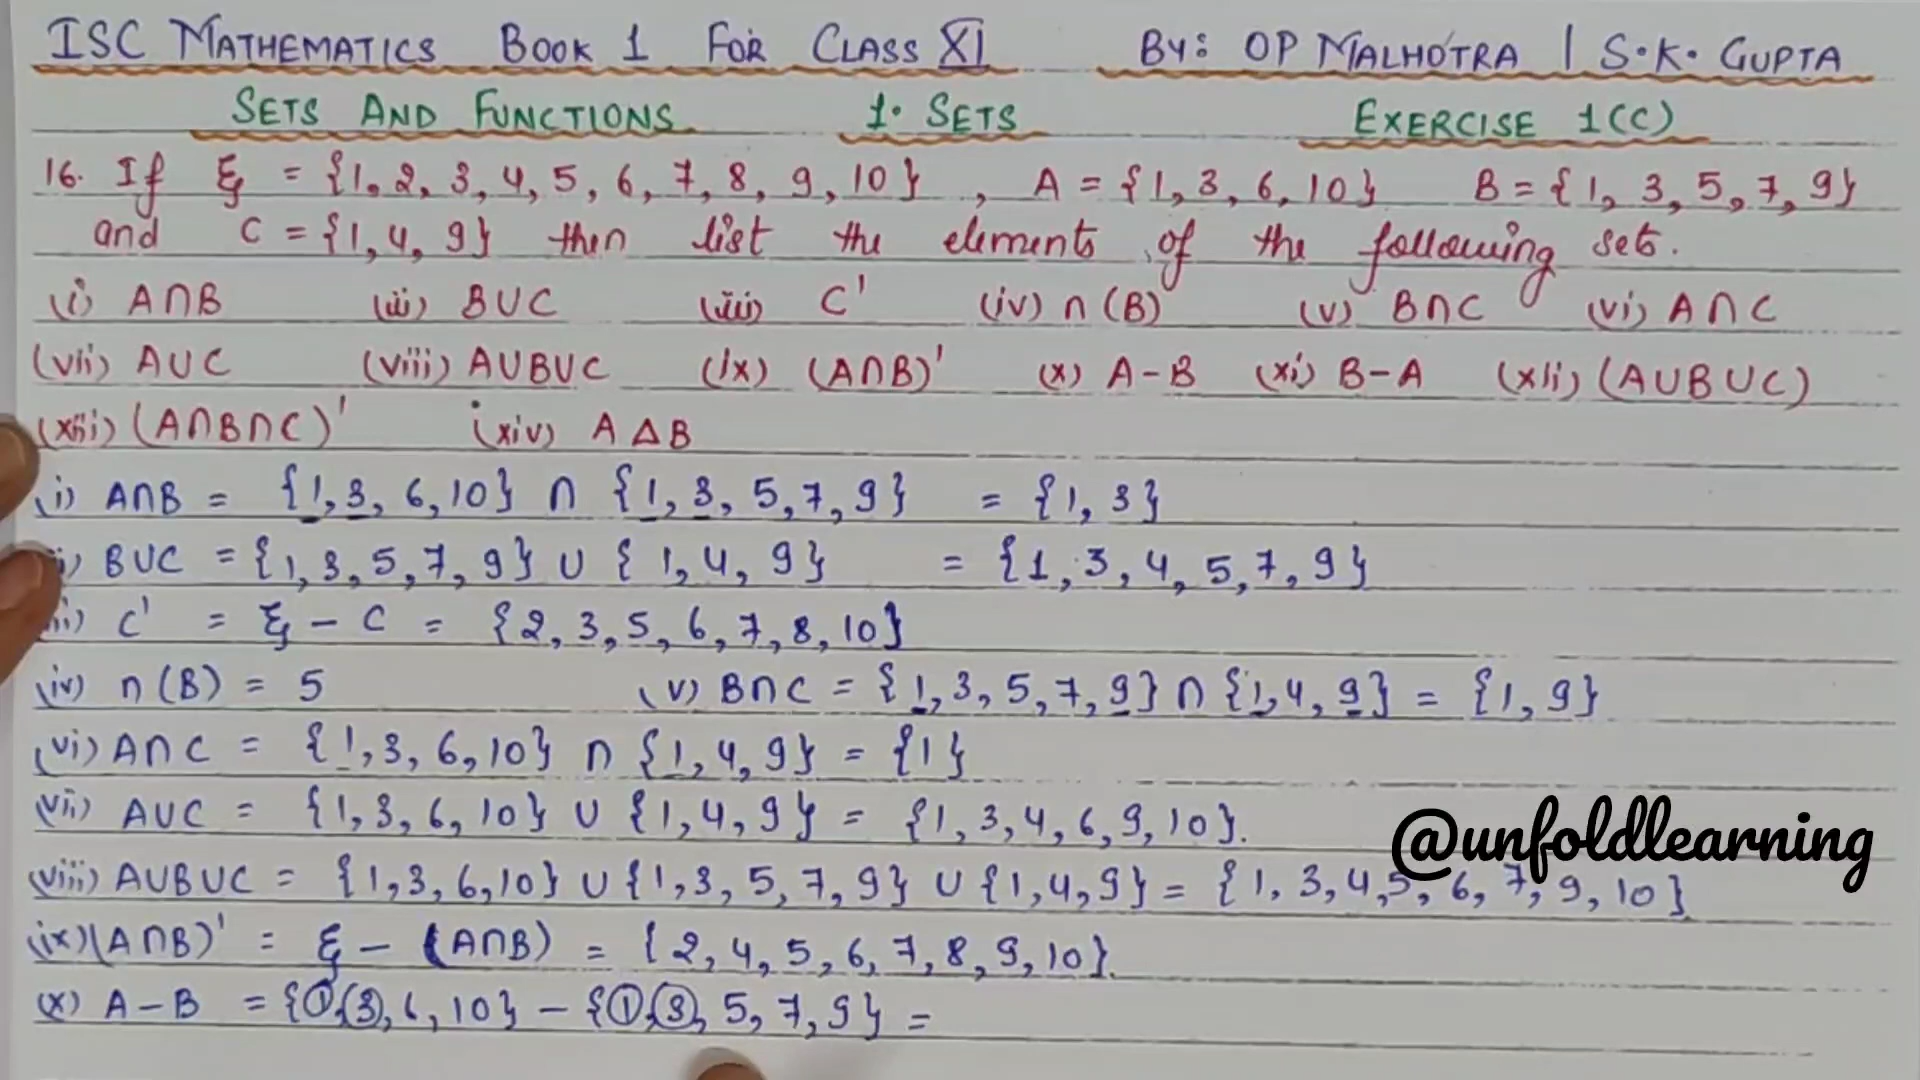 ISC MATHEMATICS BOOK 1 FOR CLASS XI BY: OP MALHOTRA | S.K. GUPTA
SETS AND FUNCTIONS 1. SETS EXERCISE 1(C)
16. If ξ = {1, 2, 3, 4, 5, 6, 7, 8, 9, 10}, A = {1, 3, 6, 10} B = {1, 3, 5, 7, 9}
and C = {1, 4, 9} then list the elements of the following sets.
(i) A∩B (ii) B∪C (iii) C' (iv) n(B) (v) B∩C (vi) A∩C
(vii) A∪C (viii) A∪B∪C (ix) (A∩B)' (x) A-B (xi) B-A (xii) (A∪B∪C)
(xiii) (A∩B∩C)' (xiv) A Δ B
(i) A∩B = {1, 3, 6, 10} ∩ {1, 3, 5, 7, 9} = {1, 3}
i) B∪C = {1, 3, 5, 7, 9} ∪ {1, 4, 9} = {1, 3, 4, 5, 7, 9}
ii) C' = ξ - C = {2, 3, 5, 6, 7, 8, 10}
(iv) n(B) = 5 (v) B∩C = {1, 3, 5, 7, 9} ∩ {1, 4, 9} = {1, 9}
(vi) A∩C = {1, 3, 6, 10} ∩ {1, 4, 9} = {1}
(vii) A∪C = {1, 3, 6, 10} ∪ {1, 4, 9} = {1, 3, 4, 6, 9, 10}.
@unfoldlearning
(viii) A∪B∪C = {1, 3, 6, 10} ∪ {1, 3, 5, 7, 9} ∪ {1, 4, 9} = {1, 3, 4, 5, 6, 7, 9, 10}
(ix) (A∩B)' = ξ - (A∩B) = {2, 4, 5, 6, 7, 8, 9, 10}.
(x) A-B = {1, 3, 6, 10} - {1, 3, 5, 7, 9} =